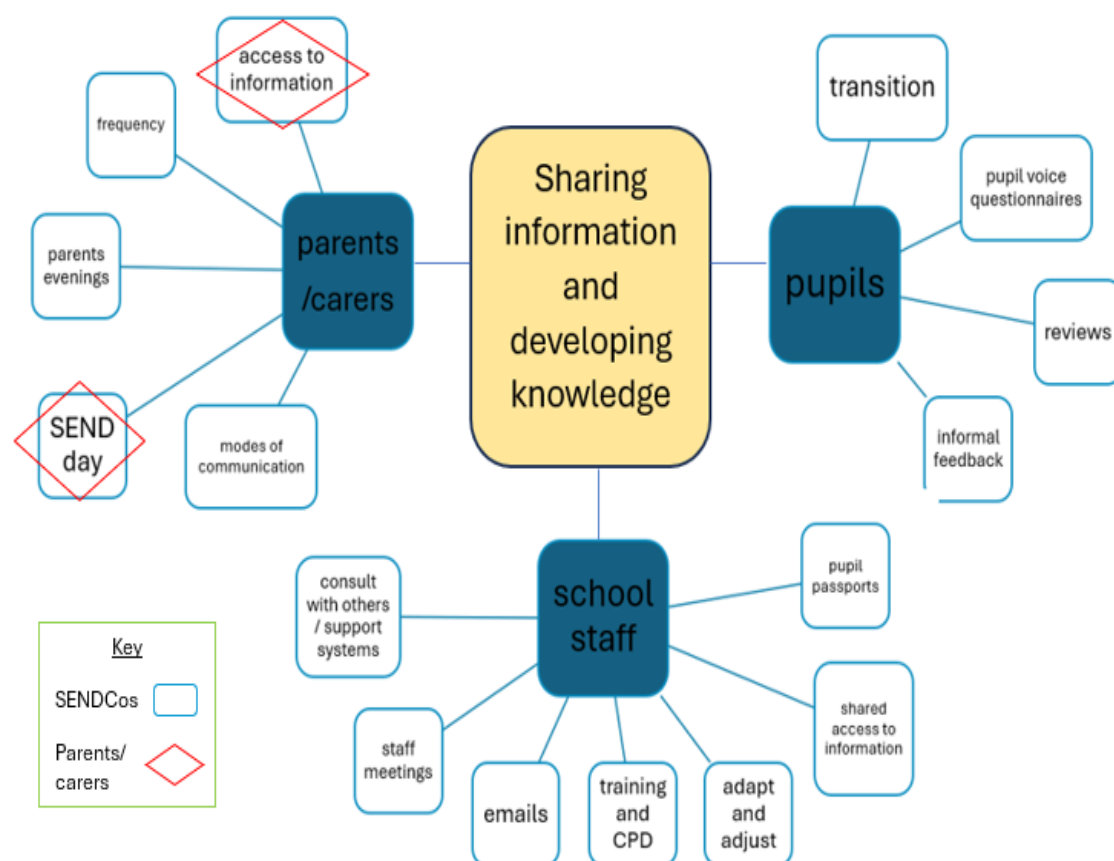 access to
information
frequency
parents
evenings
SEND
day
modes of
communication
parents
/carers
Sharing
information
and
developing
knowledge
pupils
transition
pupil voice
questionnaires
reviews
informal
feedback
school
staff
consult
with others
/ support
systems
staff
meetings
emails
training
and
CPD
adapt
and
adjust
shared
access to
information
pupil
passports
Key
SENDCos
Parents/
carers